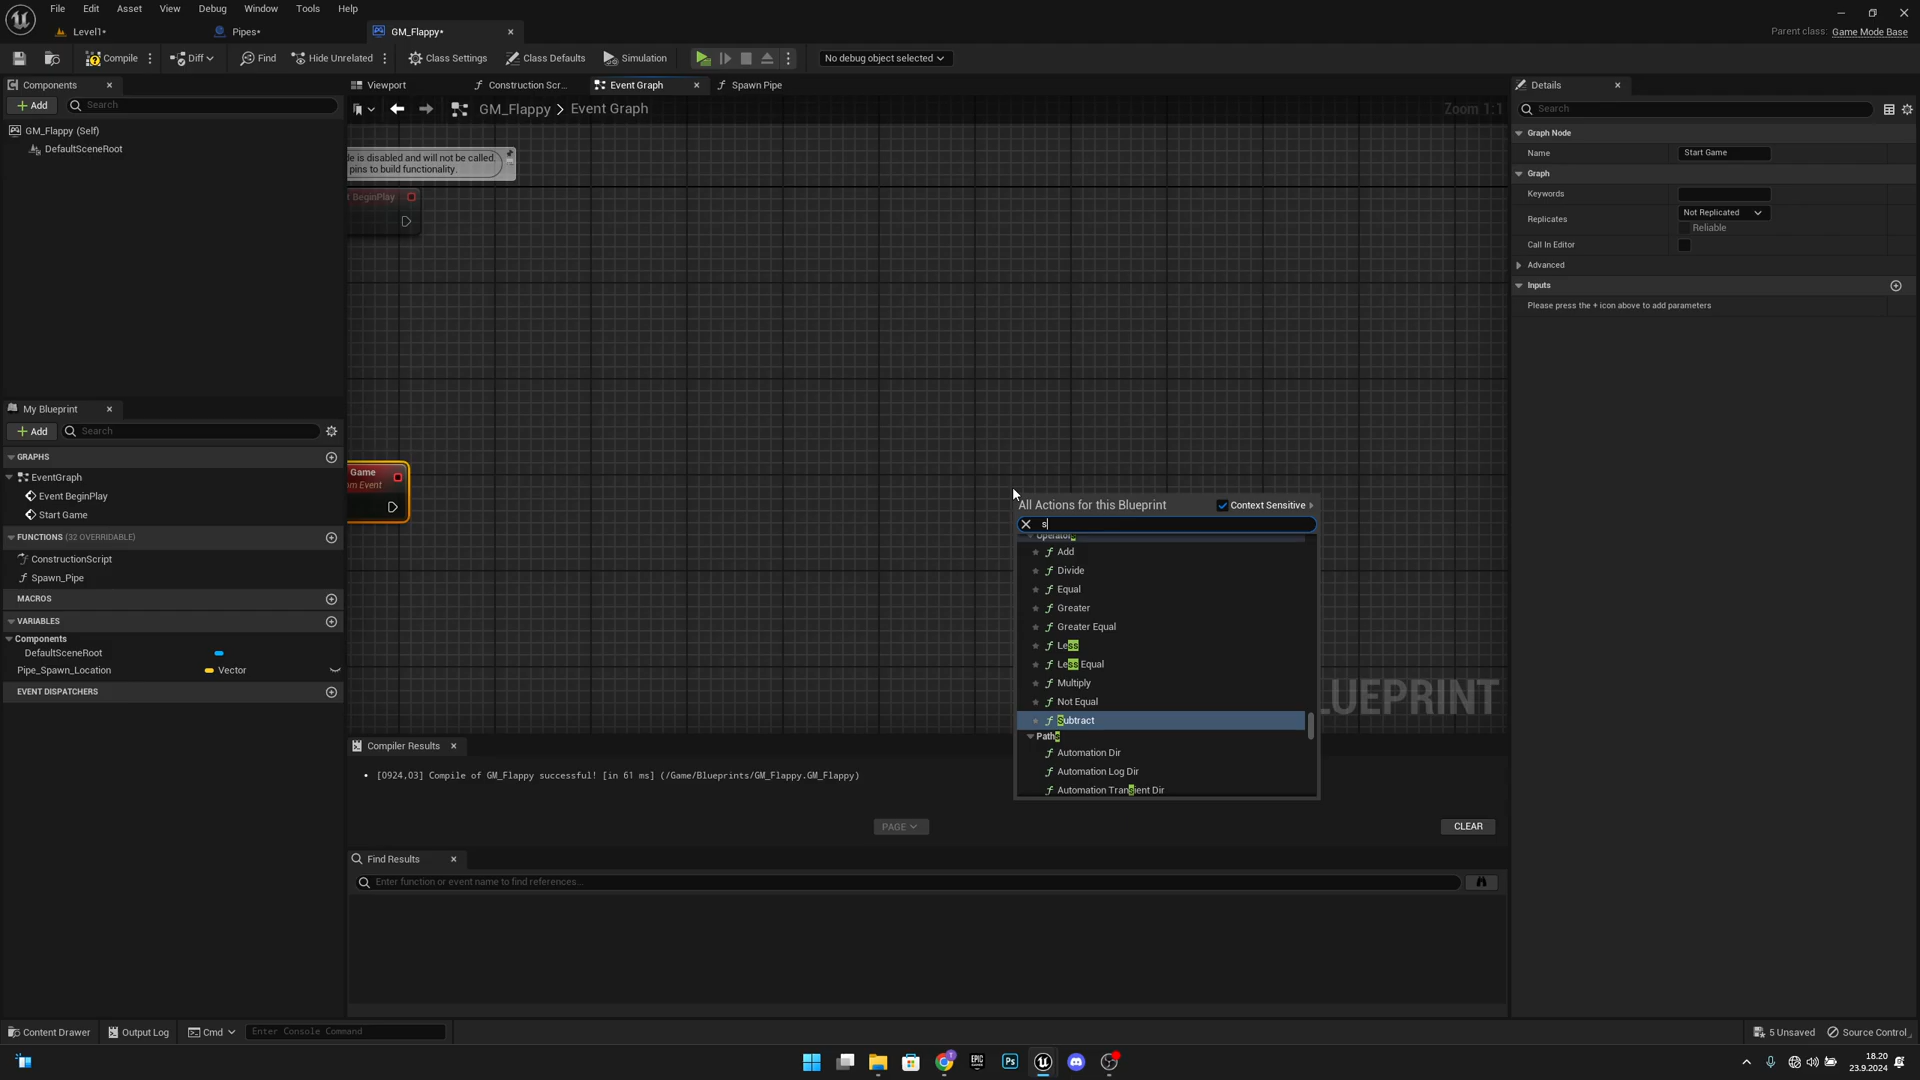 File Edit Asset View Debug Window Tools Help
Level1* Pipes* GM_Flappy*
Parent class: Game Mode Base
Compile Diff Find Hide Unrelated Class Settings Class Defaults Simulation No debug object selected
Components
Add Search
GM_Flappy (Self)
DefaultSceneRoot
Viewport Construction Scr... Event Graph Spawn Pipe
GM_Flappy > Event Graph
Zoom 1:1
de is disabled and will not be called.
pins to build functionality.
t BeginPlay
Game
om Event
All Actions for this Blueprint Context Sensitive
s
Operators
Add
Divide
Equal
Greater
Greater Equal
Less
Less Equal
Multiply
Not Equal
Subtract
Paths
Automation Dir
Automation Log Dir
Automation Transient Dir
LUEPRINT
Details
Search
Graph Node
Name Start Game
Graph
Keywords
Replicates Not Replicated
Reliable
Call In Editor
Advanced
Inputs
Please press the + icon above to add parameters
My Blueprint
Add Search
GRAPHS
EventGraph
Event BeginPlay
Start Game
FUNCTIONS (32 OVERRIDABLE)
ConstructionScript
Spawn_Pipe
MACROS
VARIABLES
Components
DefaultSceneRoot
Pipe_Spawn_Location Vector
EVENT DISPATCHERS
Compiler Results
[0924,03] Compile of GM_Flappy successful! [in 61 ms] (/Game/Blueprints/GM_Flappy.GM_Flappy)
PAGE
CLEAR
Find Results
Enter function or event name to find references...
Content Drawer Output Log Cmd Enter Console Command
5 Unsaved Source Control
EPIC
Ps
18.20
23.9.2024